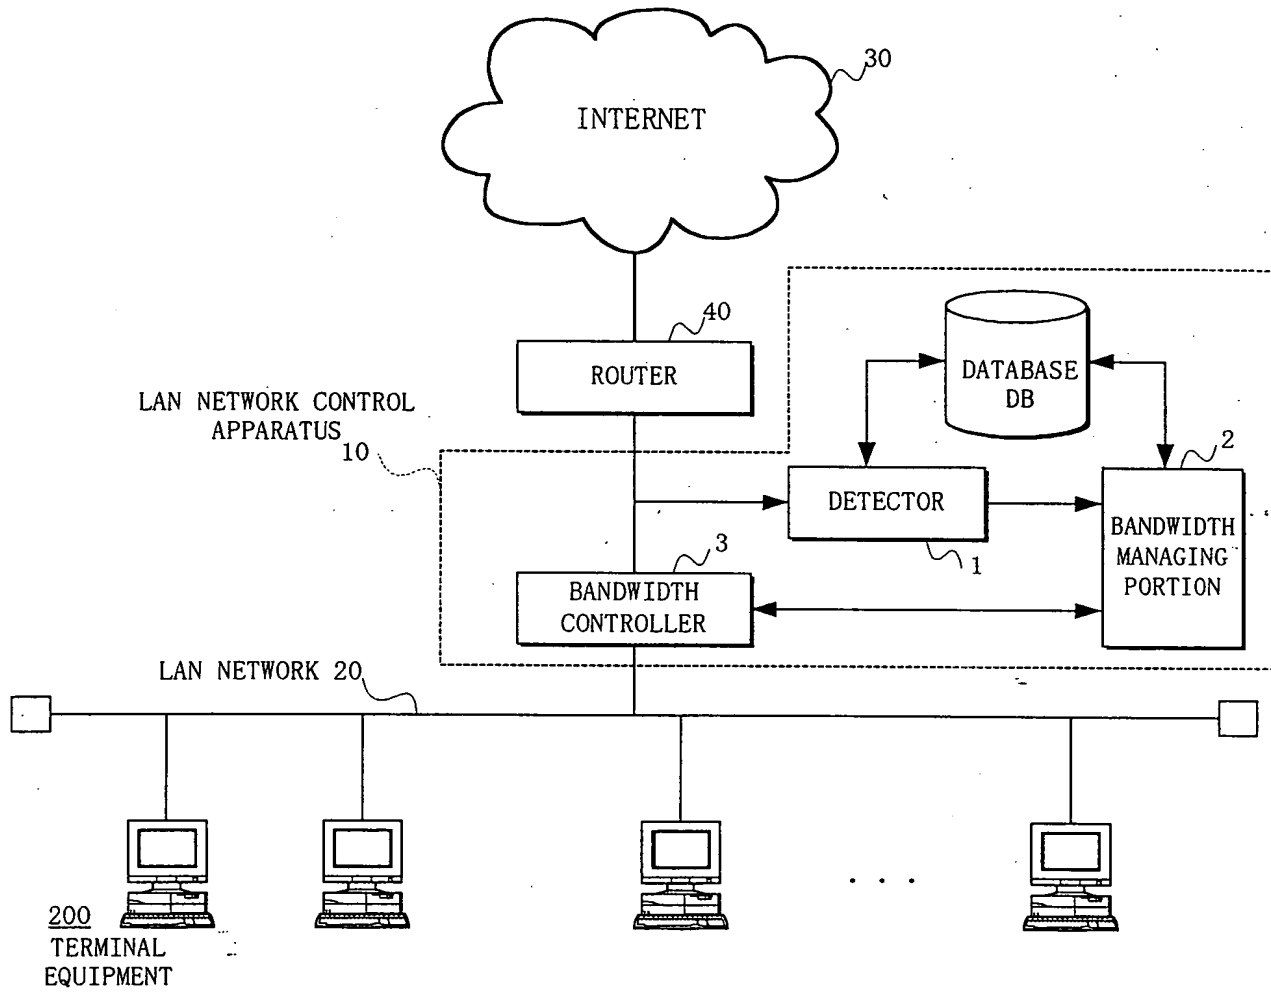 30
INTERNET
40
ROUTER
DATABASE
DB
LAN NETWORK CONTROL
APPARATUS
10
2
DETECTOR
1
BANDWIDTH
MANAGING
PORTION
3
BANDWIDTH
CONTROLLER
LAN NETWORK 20
. . .
200
TERMINAL
EQUIPMENT